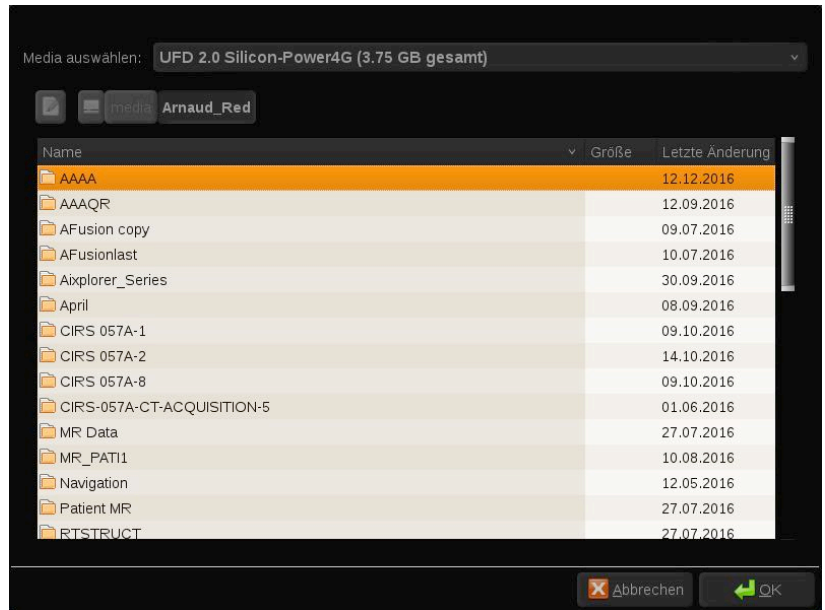 Media auswählen: UFD 2.0 Silicon-Power4G (3.75 GB gesamt)
media Arnaud_Red
Name Größe Letzte Änderung
AAAA 12.12.2016
AAAQR 12.09.2016
AFusion copy 09.07.2016
AFusionlast 10.07.2016
Aixplorer_Series 30.09.2016
April 08.09.2016
CIRS 057A-1 09.10.2016
CIRS 057A-2 14.10.2016
CIRS 057A-8 09.10.2016
CIRS-057A-CT-ACQUISITION-5 01.06.2016
MR Data 27.07.2016
MR_PATI1 10.08.2016
Navigation 12.05.2016
Patient MR 27.07.2016
RTSTRUCT 27.07.2016
Abbrechen OK